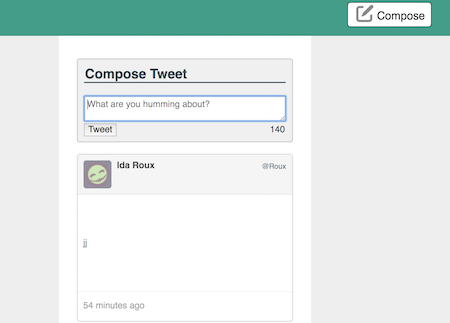 Compose
Compose Tweet
What are you humming about?
Tweet 140
Ida Roux @Roux
jj
54 minutes ago